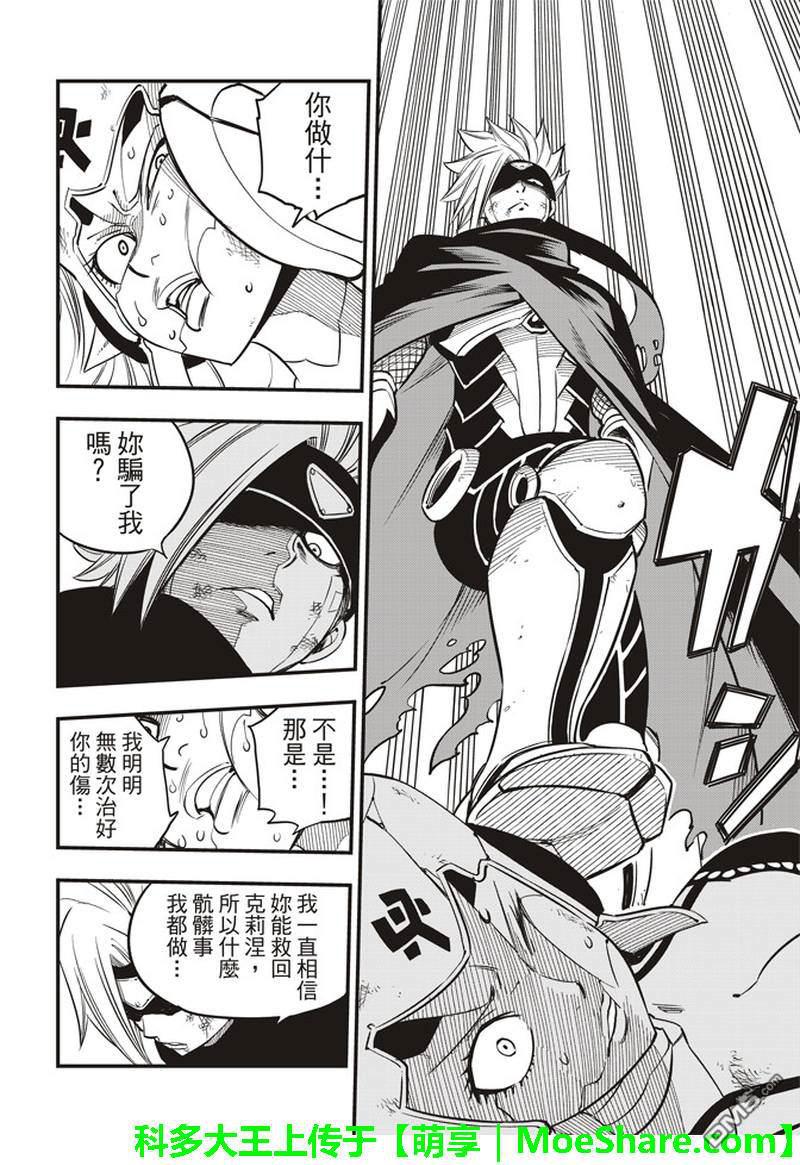 ガ
ン
你做什…
妳騙了我
嗎？
不是…！
那是…
我明明
無數次治好
你的傷…
我一直相信
妳能救回
克莉涅，
所以什麼
骯髒事
我都做…
科多大王上传于【萌享│MoeShare.com】